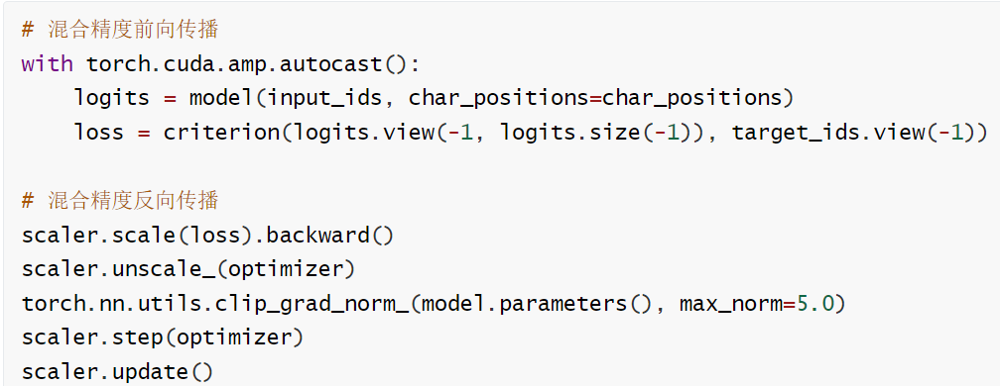 # 混合精度前向传播
with torch.cuda.amp.autocast():
    logits = model(input_ids, char_positions=char_positions)
    loss = criterion(logits.view(-1, logits.size(-1)), target_ids.view(-1))

# 混合精度反向传播
scaler.scale(loss).backward()
scaler.unscale_(optimizer)
torch.nn.utils.clip_grad_norm_(model.parameters(), max_norm=5.0)
scaler.step(optimizer)
scaler.update()